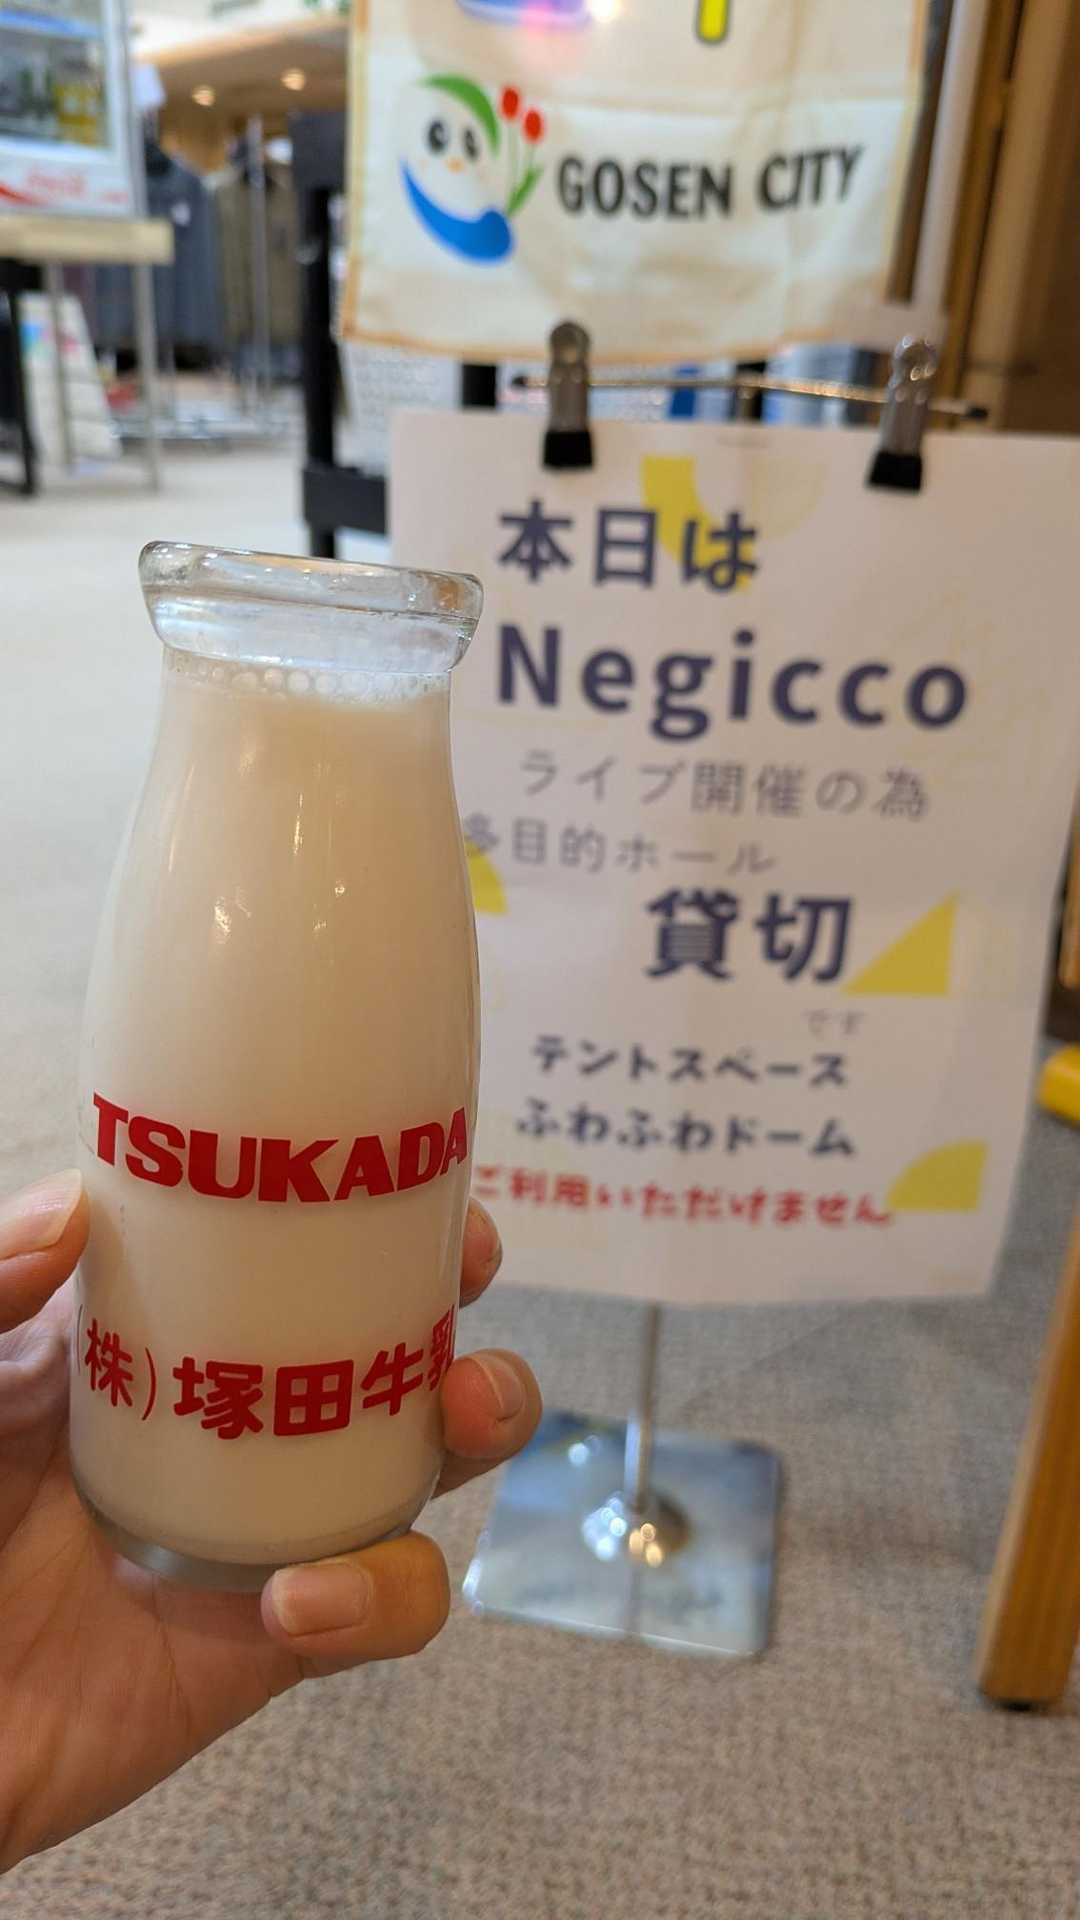 GOSEN CITY
本日は
Negicco
ライブ開催の為
多目的ホール
貸切
です
テントスペース
ふわふわドーム
ご利用いただけません
TSUKADA
(株)塚田牛乳